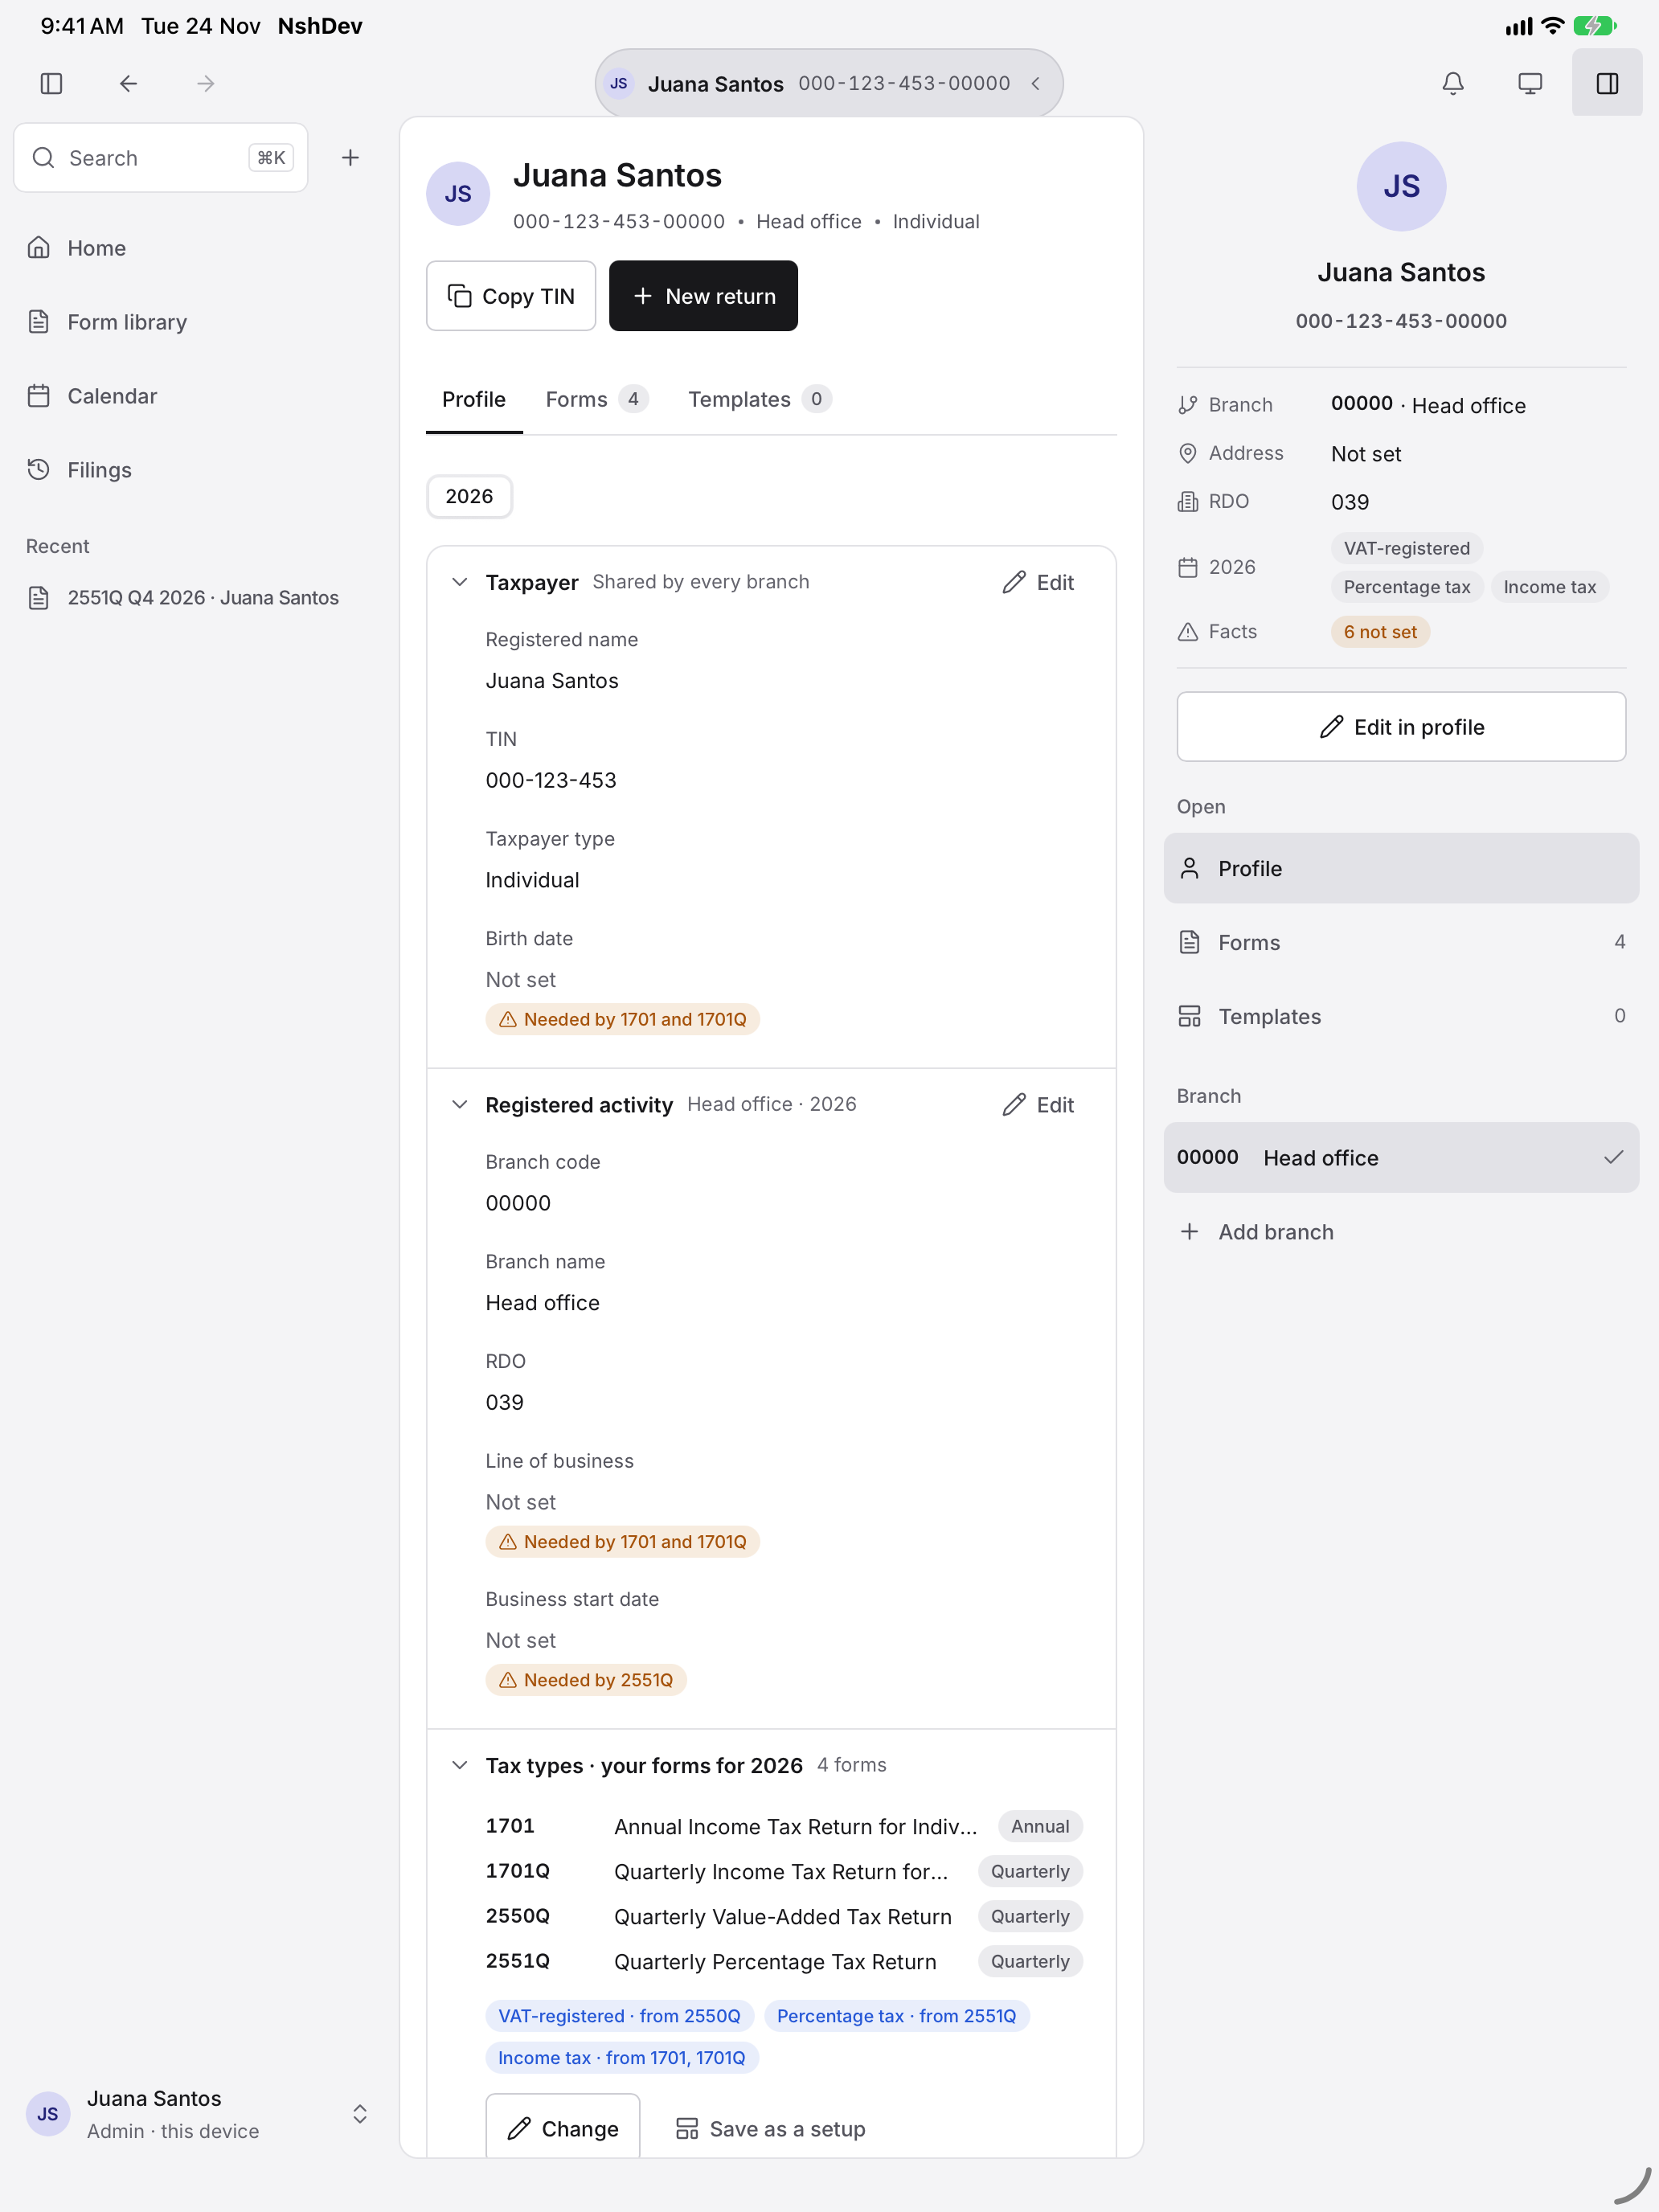 9:41 AM Tue 24 Nov NshDev
JS Juana Santos 000-123-453-00000
Search ⌘K
Home
Form library
Calendar
Filings
Recent
2551Q Q4 2026 · Juana Santos
JS Juana Santos
Admin · this device
JS
Juana Santos
000-123-453-00000 • Head office • Individual
Copy TIN
New return
Profile
Forms 4
Templates 0
2026
Taxpayer Shared by every branch Edit
Registered name
Juana Santos
TIN
000-123-453
Taxpayer type
Individual
Birth date
Not set
Needed by 1701 and 1701Q
Registered activity Head office · 2026 Edit
Branch code
00000
Branch name
Head office
RDO
039
Line of business
Not set
Needed by 1701 and 1701Q
Business start date
Not set
Needed by 2551Q
Tax types · your forms for 2026 4 forms
1701 Annual Income Tax Return for Indiv... Annual
1701Q Quarterly Income Tax Return for... Quarterly
2550Q Quarterly Value-Added Tax Return Quarterly
2551Q Quarterly Percentage Tax Return Quarterly
VAT-registered · from 2550Q Percentage tax · from 2551Q
Income tax · from 1701, 1701Q
Change Save as a setup
JS
Juana Santos
000-123-453-00000
Branch 00000 · Head office
Address Not set
RDO 039
2026 VAT-registered
Percentage tax Income tax
Facts 6 not set
Edit in profile
Open
Profile
Forms 4
Templates 0
Branch
00000 Head office
Add branch